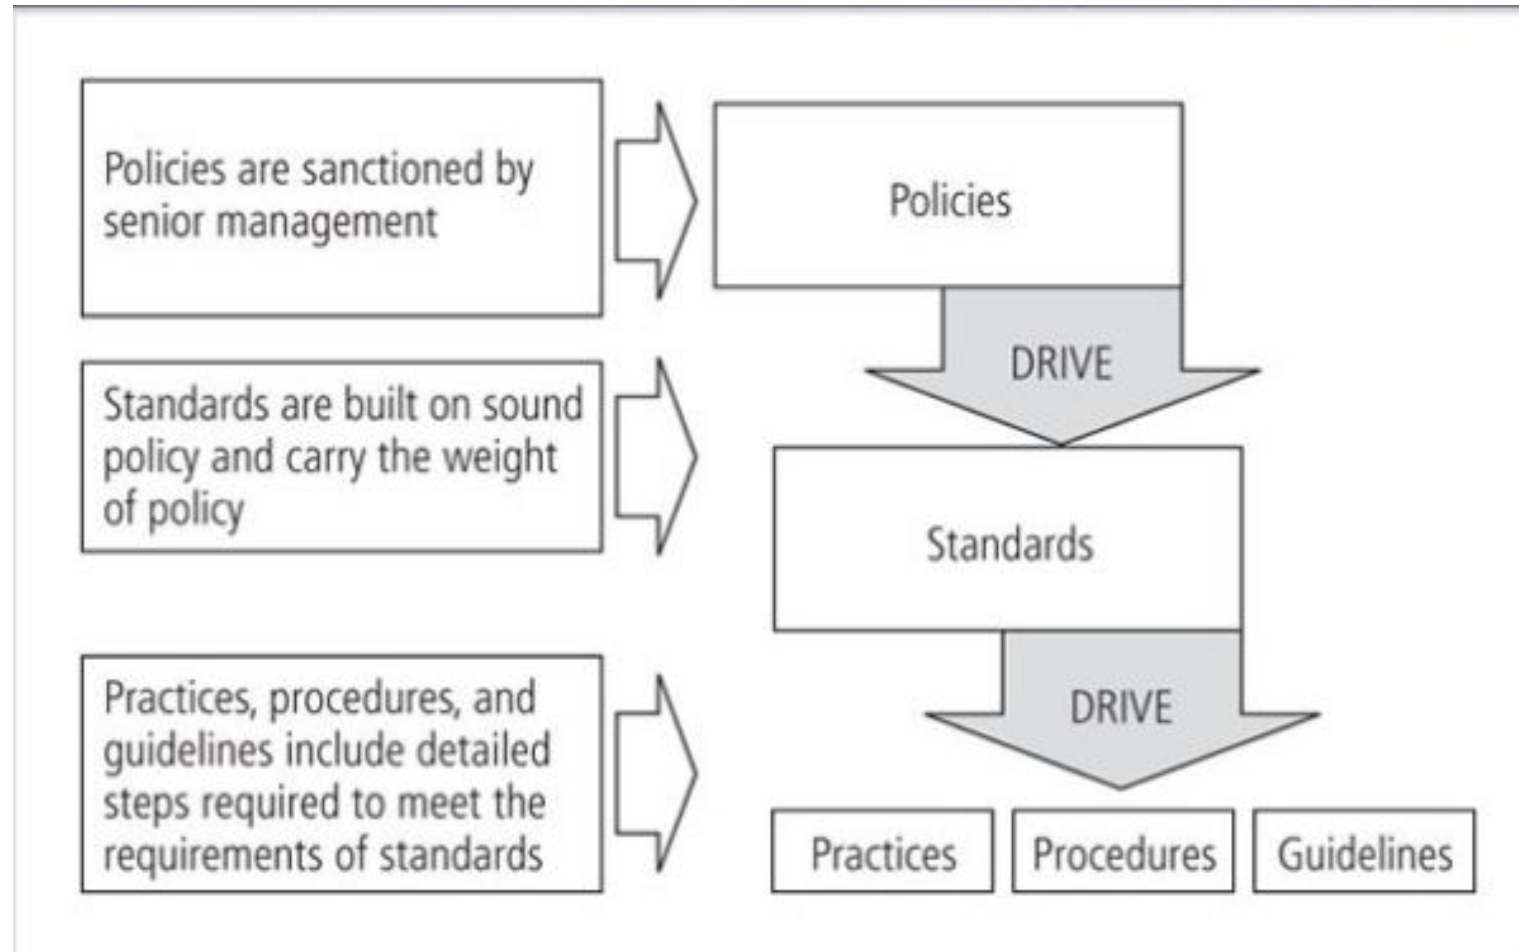 Policies are sanctioned by
senior management
Policies
DRIVE
Standards are built on sound
policy and carry the weight
of policy
Standards
DRIVE
Practices, procedures, and
guidelines include detailed
steps required to meet the
requirements of standards
Practices
Procedures
Guidelines